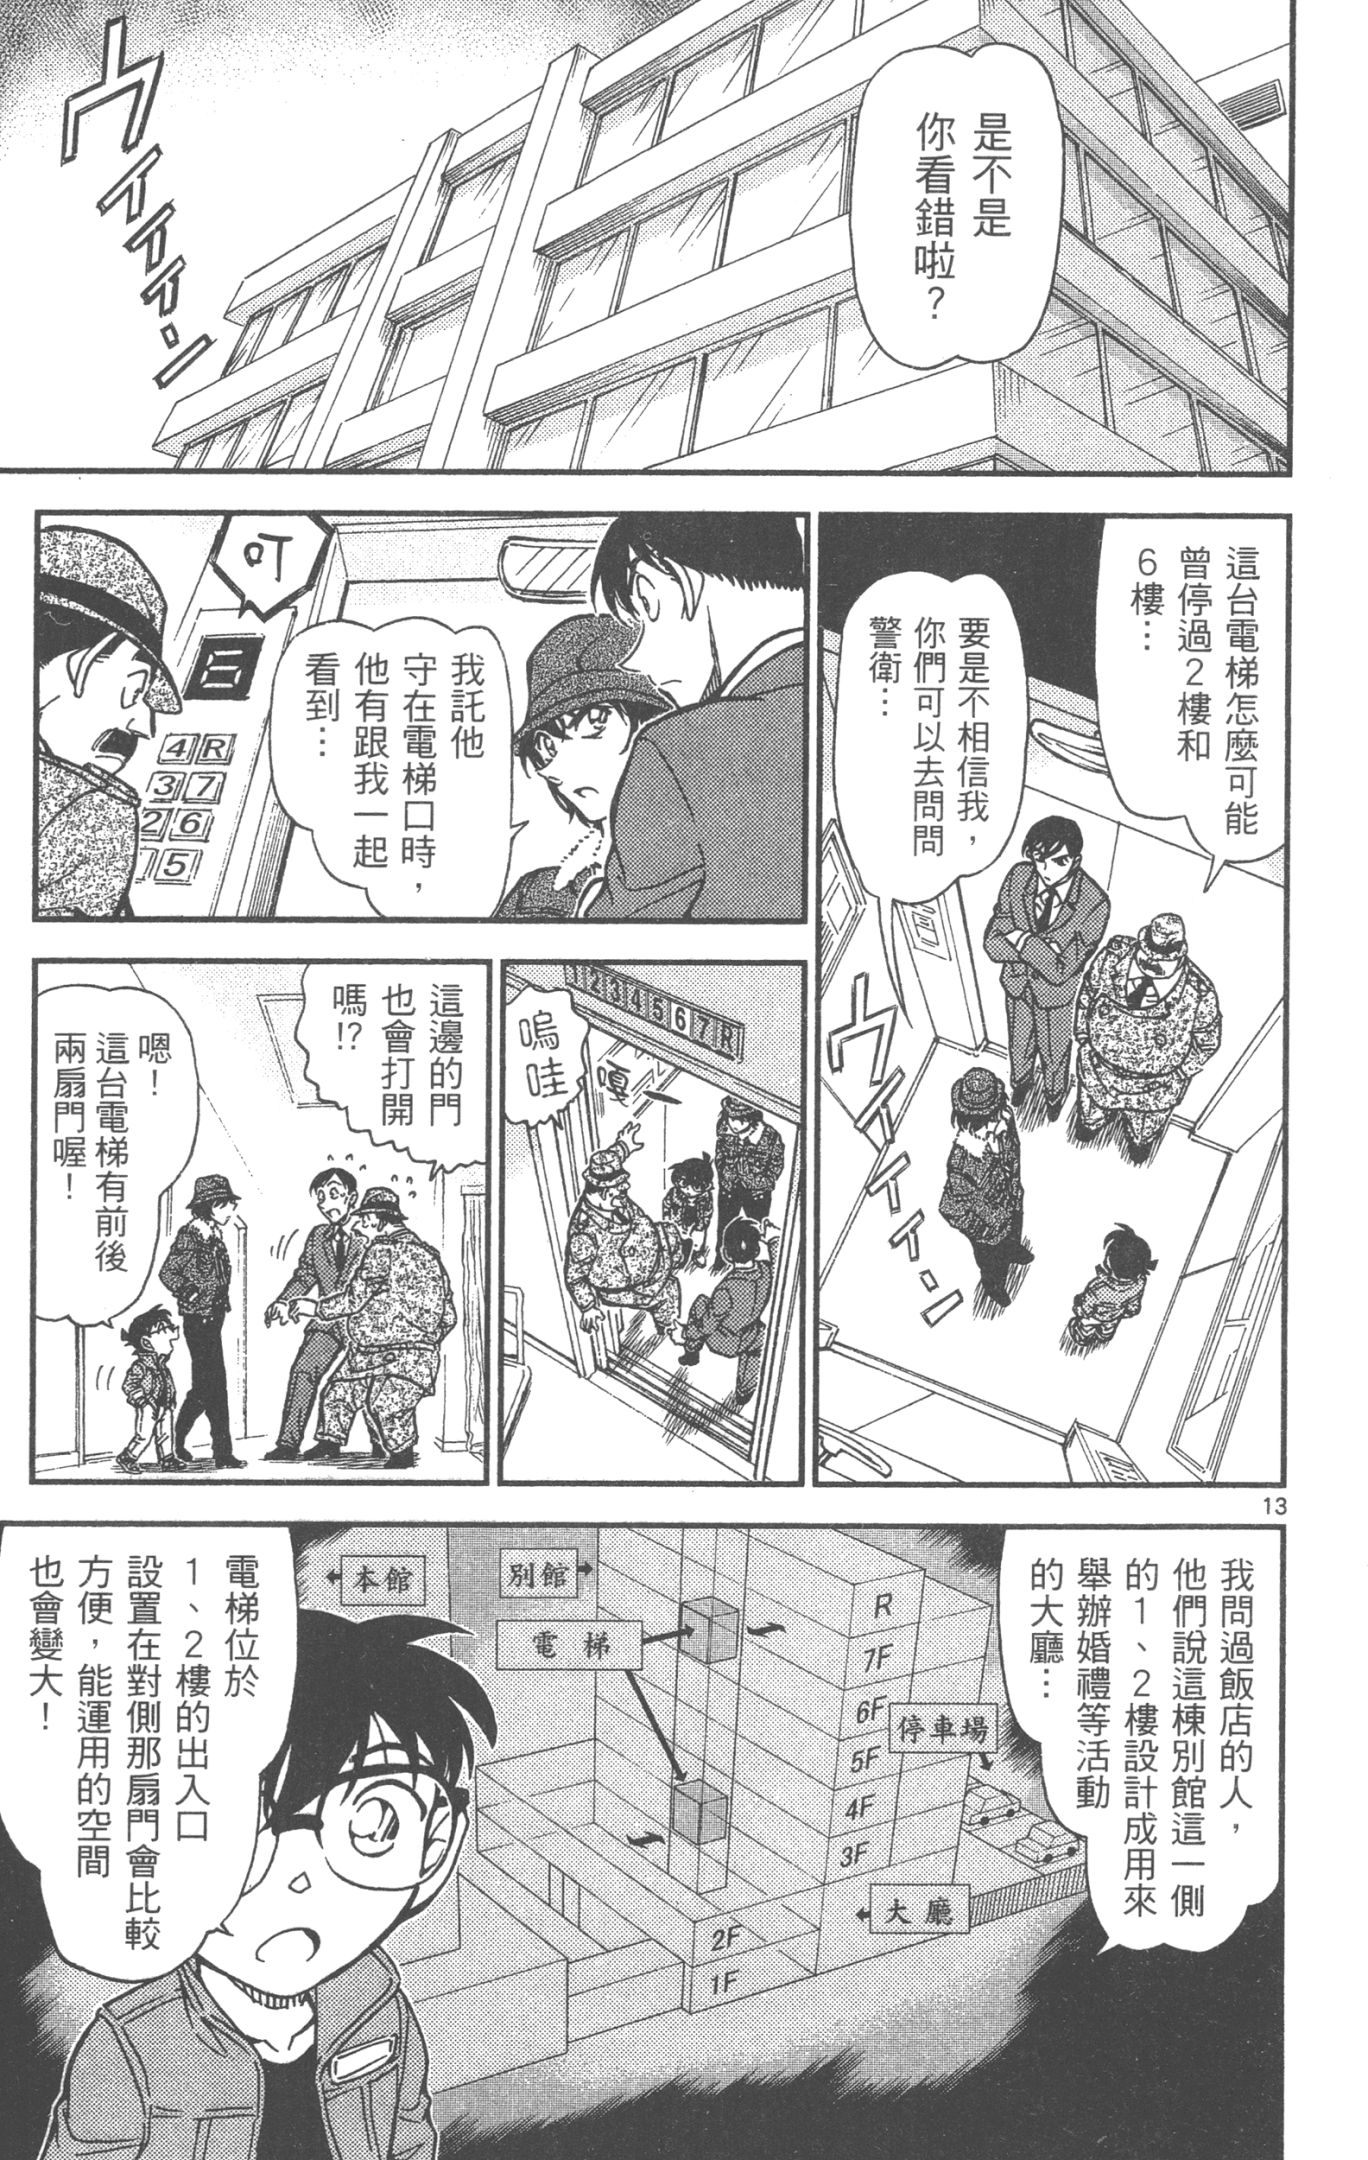 是不是
你看錯啦？
ウィィィン
這台電梯怎麼可能
曾停過2樓和
6樓…
要是不相信我，
你們可以去問問
警衛…
ウィィィン
叮
4R
37
26
5
我託他
守在電梯口時，
他有跟我一起
看到…
1234567R
嗚哇
嘎
這邊的門
也會打開
嗎!?
嗯！
這台電梯有前後
兩扇門喔！
13
我問過飯店的人，
他們說這棟別館這一側
的1、2樓設計成用來
舉辦婚禮等活動
的大廳…
本館
別館
電梯
R
7F
6F
5F
4F
3F
2F
1F
停車場
大廳
電梯位於
1、2樓的出入口
設置在對側那扇門會比較
方便，能運用的空間
也會變大！